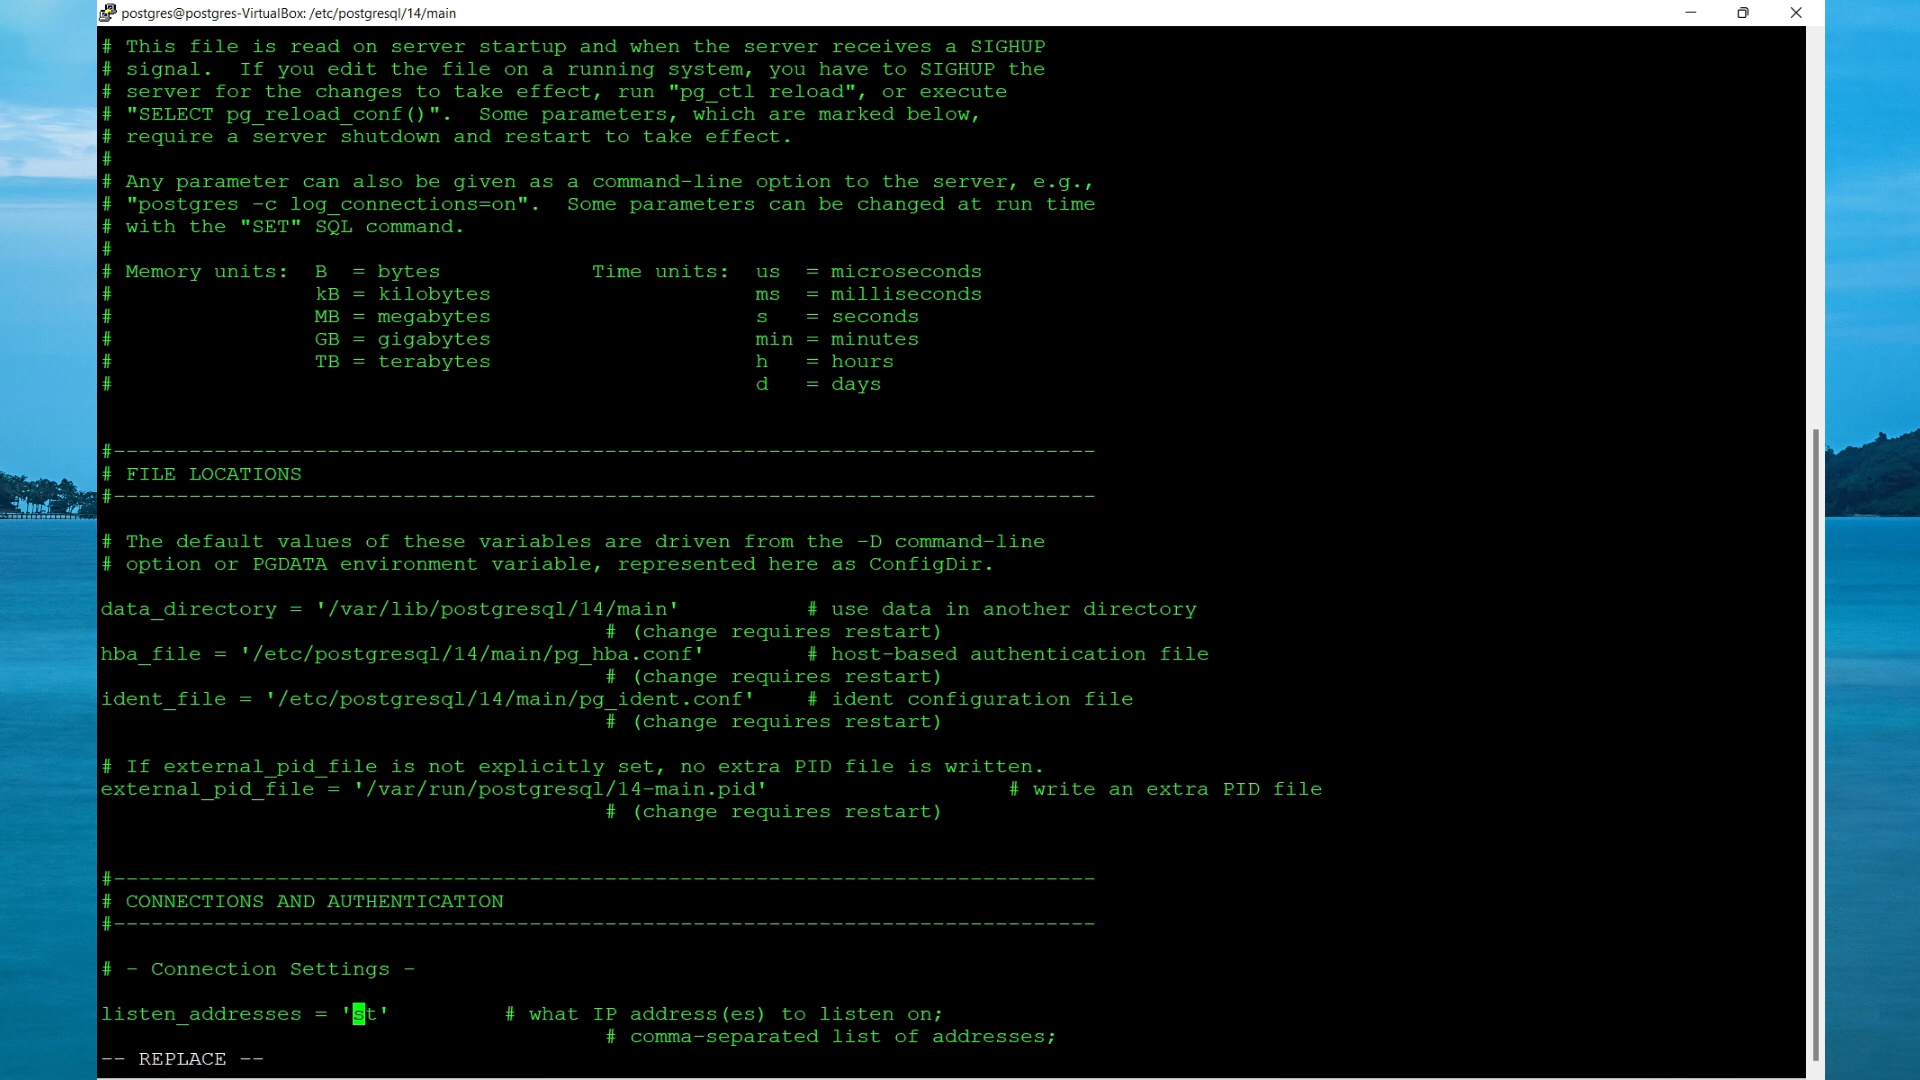 postgres@postgres-VirtualBox: /etc/postgresql/14/main
# This file is read on server startup and when the server receives a SIGHUP
# signal.  If you edit the file on a running system, you have to SIGHUP the
# server for the changes to take effect, run "pg_ctl reload", or execute
# "SELECT pg_reload_conf()".  Some parameters, which are marked below,
# require a server shutdown and restart to take effect.
#
# Any parameter can also be given as a command-line option to the server, e.g.,
# "postgres -c log_connections=on".  Some parameters can be changed at run time
# with the "SET" SQL command.
#
# Memory units:  B  = bytes            Time units:  us  = microseconds
#                kB = kilobytes                     ms  = milliseconds
#                MB = megabytes                     s   = seconds
#                GB = gigabytes                     min = minutes
#                TB = terabytes                     h   = hours
#                                                   d   = days
#------------------------------------------------------------------------------
# FILE LOCATIONS
#------------------------------------------------------------------------------
# The default values of these variables are driven from the -D command-line
# option or PGDATA environment variable, represented here as ConfigDir.
data_directory = '/var/lib/postgresql/14/main'          # use data in another directory
                                        # (change requires restart)
hba_file = '/etc/postgresql/14/main/pg_hba.conf'        # host-based authentication file
                                        # (change requires restart)
ident_file = '/etc/postgresql/14/main/pg_ident.conf'    # ident configuration file
                                        # (change requires restart)
# If external_pid_file is not explicitly set, no extra PID file is written.
external_pid_file = '/var/run/postgresql/14-main.pid'                   # write an extra PID file
                                        # (change requires restart)
#------------------------------------------------------------------------------
# CONNECTIONS AND AUTHENTICATION
#------------------------------------------------------------------------------
# - Connection Settings -
listen_addresses = 'st'         # what IP address(es) to listen on;
                                        # comma-separated list of addresses;
-- REPLACE --